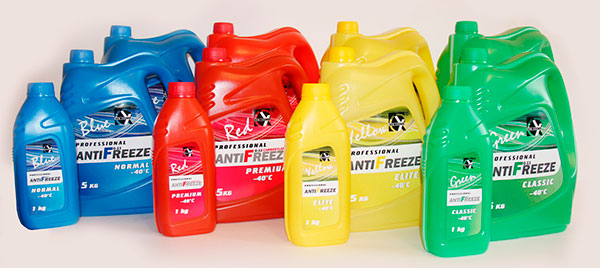 Blue
PROFESSIONAL
ANTIFREEZE
NORMAL
-40°C
5 KG
Blue
PROFESSIONAL
ANTIFREEZE
NORMAL
-40°C
1 kg
Red
PROFESSIONAL
ANTIFREEZE
PREMIUM
-40°C
5KG
Red
PROFESSIONAL
ANTIFREEZE
PREMIUM
-40°C
1 kg
Yellow
PROFESSIONAL
ANTIFREEZE
ELITE
-40°C
5 KG
Yellow
PROFESSIONAL
ANTIFREEZE
ELITE
-40°C
1 kg
Green
PROFESSIONAL
ANTIFREEZE
CLASSIC
-40°C
5 KG
Green
PROFESSIONAL
ANTIFREEZE
CLASSIC
-40°C
1 kg